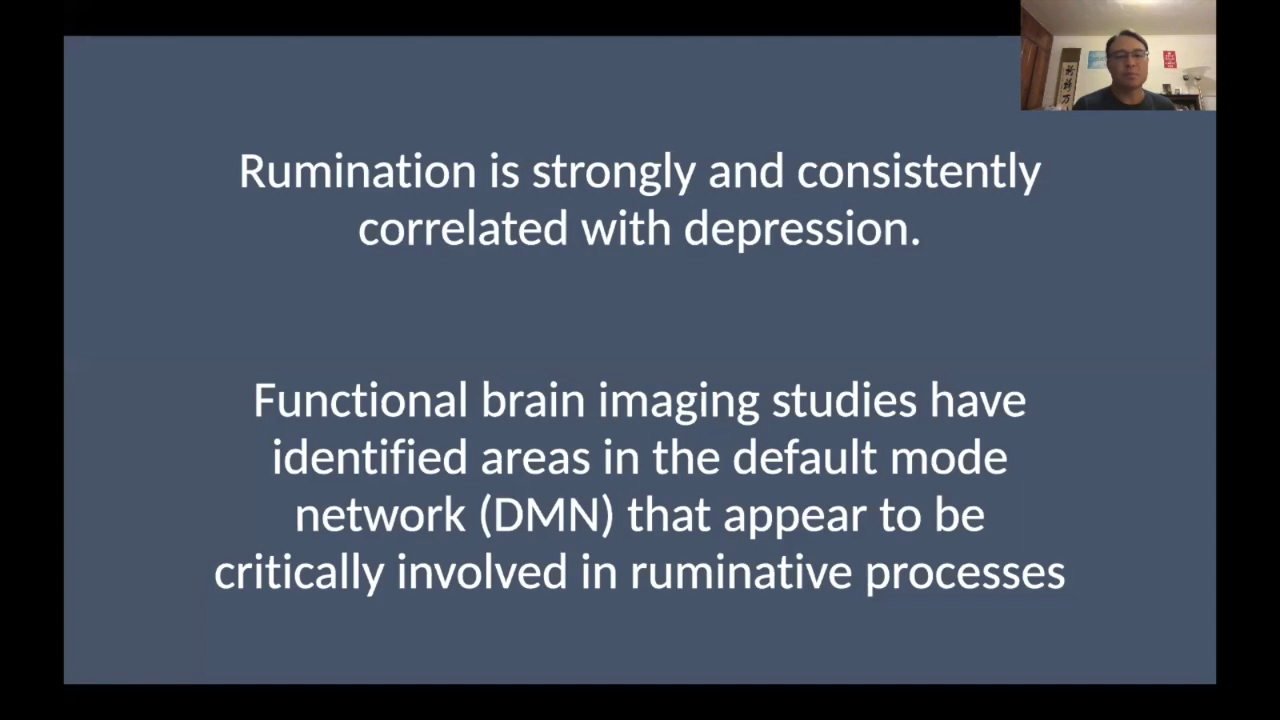 Rumination is strongly and consistently
correlated with depression.
Functional brain imaging studies have
identified areas in the default mode
network (DMN) that appear to be
critically involved in ruminative processes